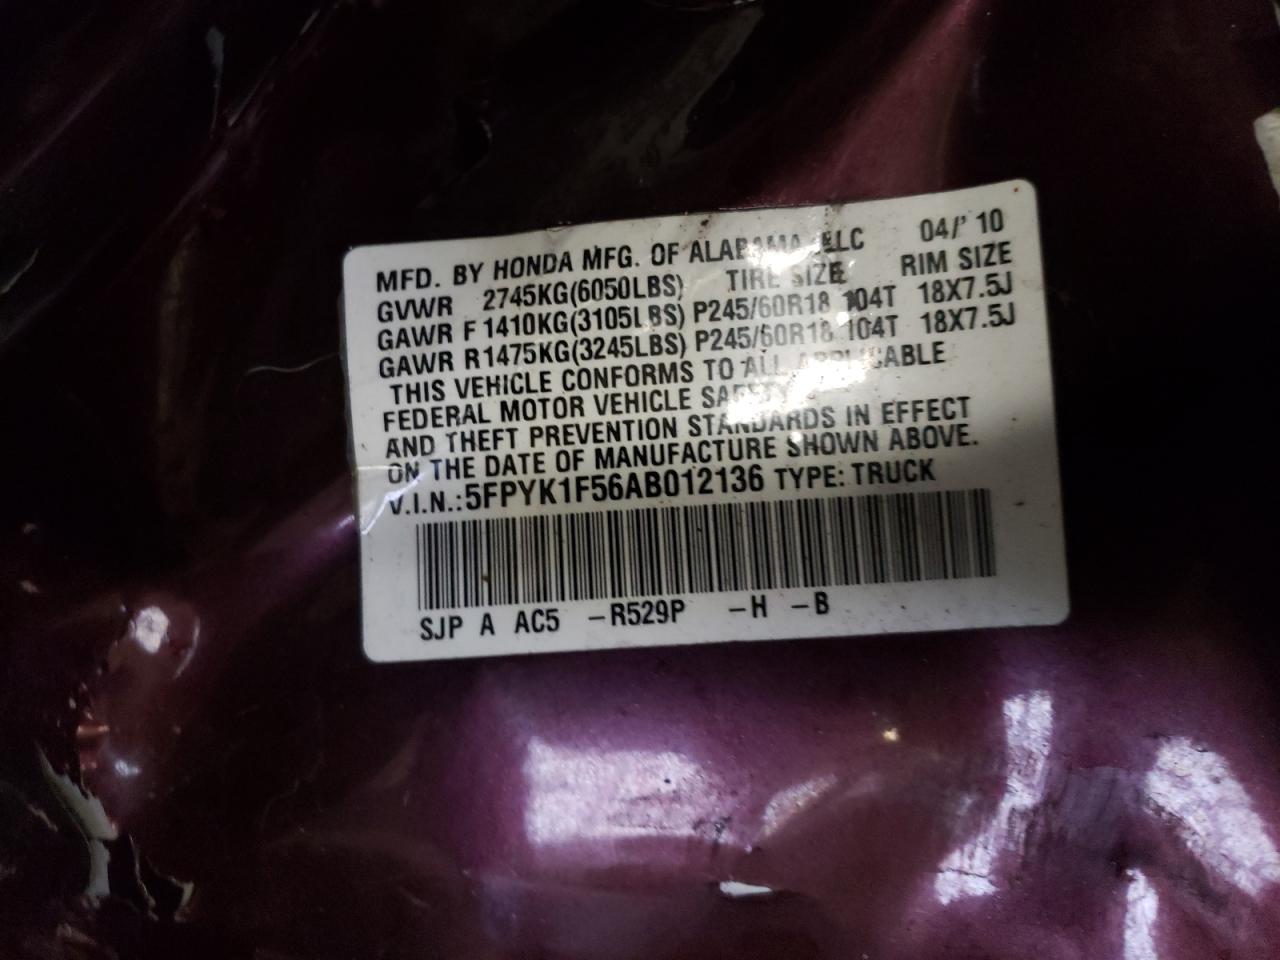 MFD. BY HONDA MFG. OF ALABAMA LLC 04/'10
GVWR 2745KG(6050LBS) TIRE SIZE RIM SIZE
GAWR F 1410KG(3105LBS) P245/60R18 104T 18X7.5J
GAWR R 1475KG(3245LBS) P245/60R18 104T 18X7.5J
THIS VEHICLE CONFORMS TO ALL APPLICABLE
FEDERAL MOTOR VEHICLE SAFETY
AND THEFT PREVENTION STANDARDS IN EFFECT
ON THE DATE OF MANUFACTURE SHOWN ABOVE.
V.I.N.:5FPYK1F56AB012136 TYPE: TRUCK
SJP A AC5 -R529P -H -B